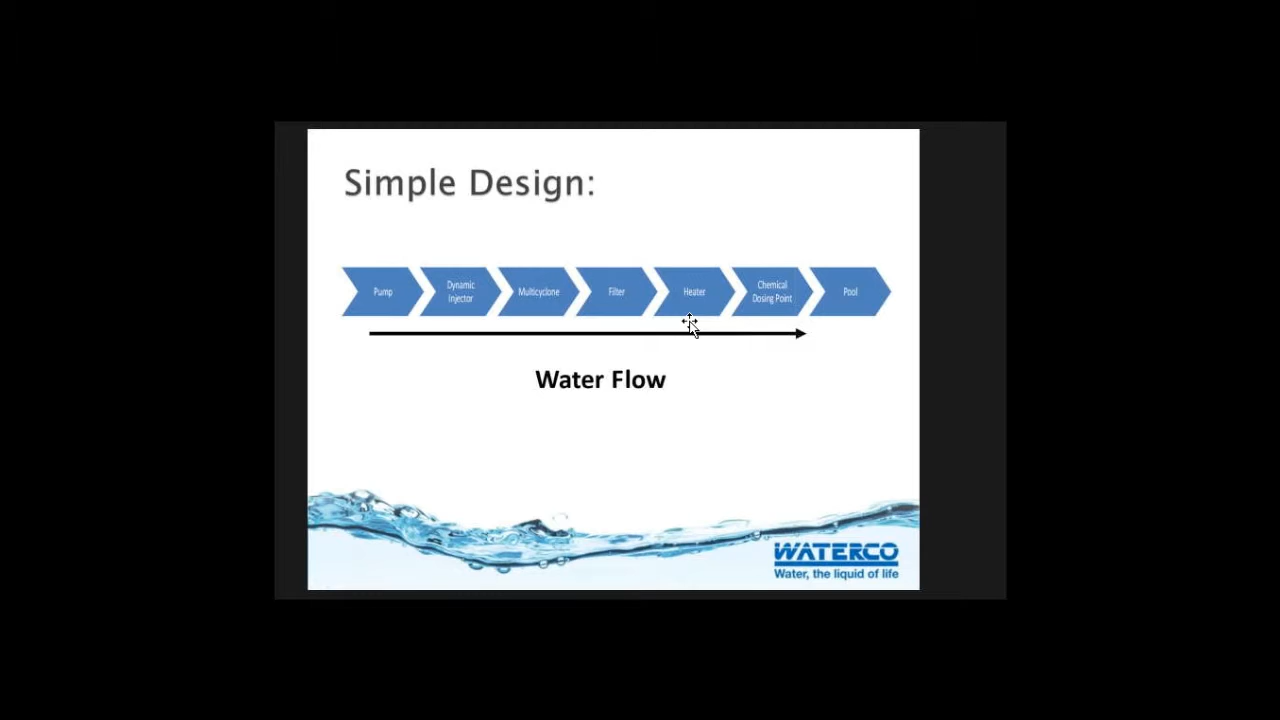 Simple Design:
Pump
Dynamic
Injector
Multicyclone
Filter
Heater
Chemical
Dosing Point
Pool
Water Flow
WATERCO
Water, the liquid of life